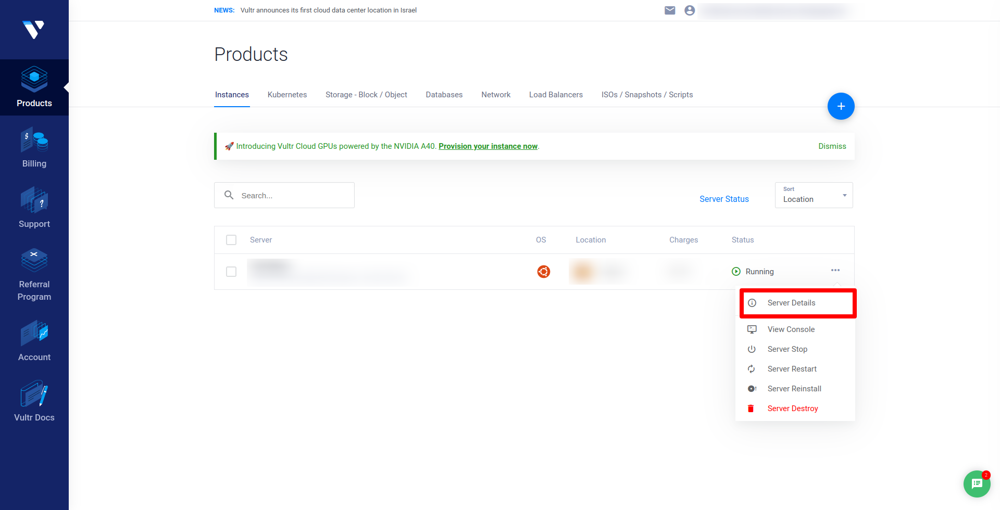 NEWS: Vultr announces its first cloud data center location in Israel
Products
Products
Billing
Support
Referral
Program
Account
Vultr Docs
Instances Kubernetes Storage - Block / Object Databases Network Load Balancers ISOs / Snapshots / Scripts
+
🚀 Introducing Vultr Cloud GPUs powered by the NVIDIA A40. Provision your instance now. Dismiss
Search...
Server Status
Sort
Location
Server OS Location Charges Status
Running
Server Details
View Console
Server Stop
Server Restart
Server Reinstall
Server Destroy
2